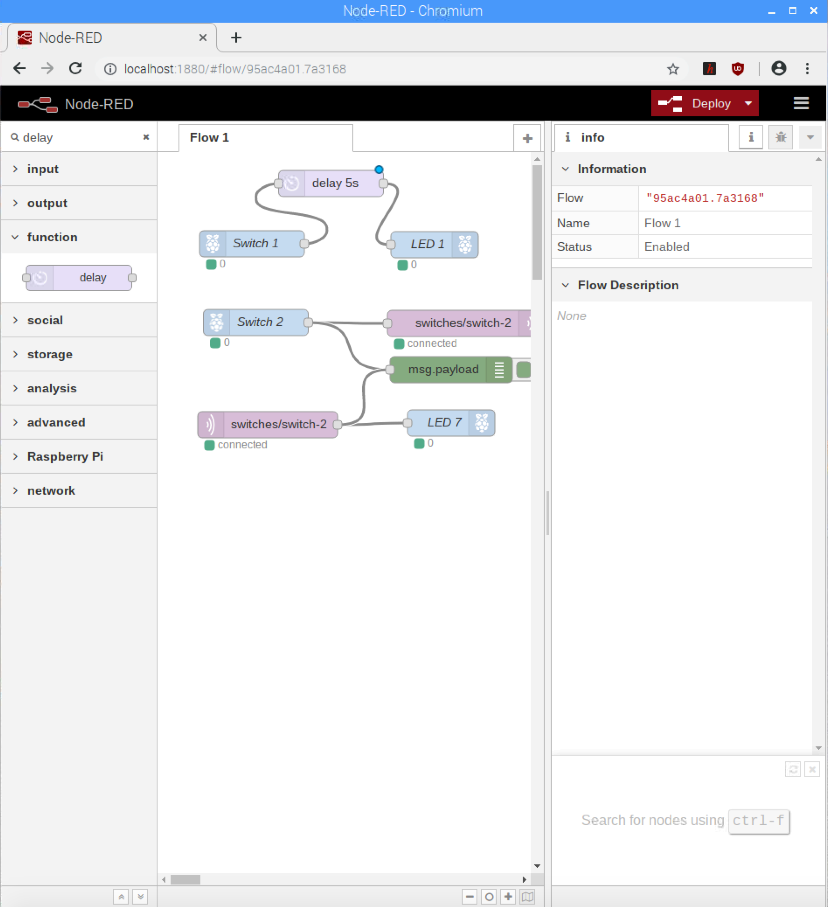 Node-RED - Chromium
Node-RED
localhost:1880/#flow/95ac4a01.7a3168
Node-RED
Deploy
delay
Flow 1
info
input
output
function
delay
social
storage
analysis
advanced
Raspberry Pi
network
delay 5s
Switch 1
0
LED 1
0
Switch 2
0
switches/switch-2
connected
msg.payload
switches/switch-2
connected
LED 7
0
Information
Flow "95ac4a01.7a3168"
Name Flow 1
Status Enabled
Flow Description
None
Search for nodes using ctrl-f